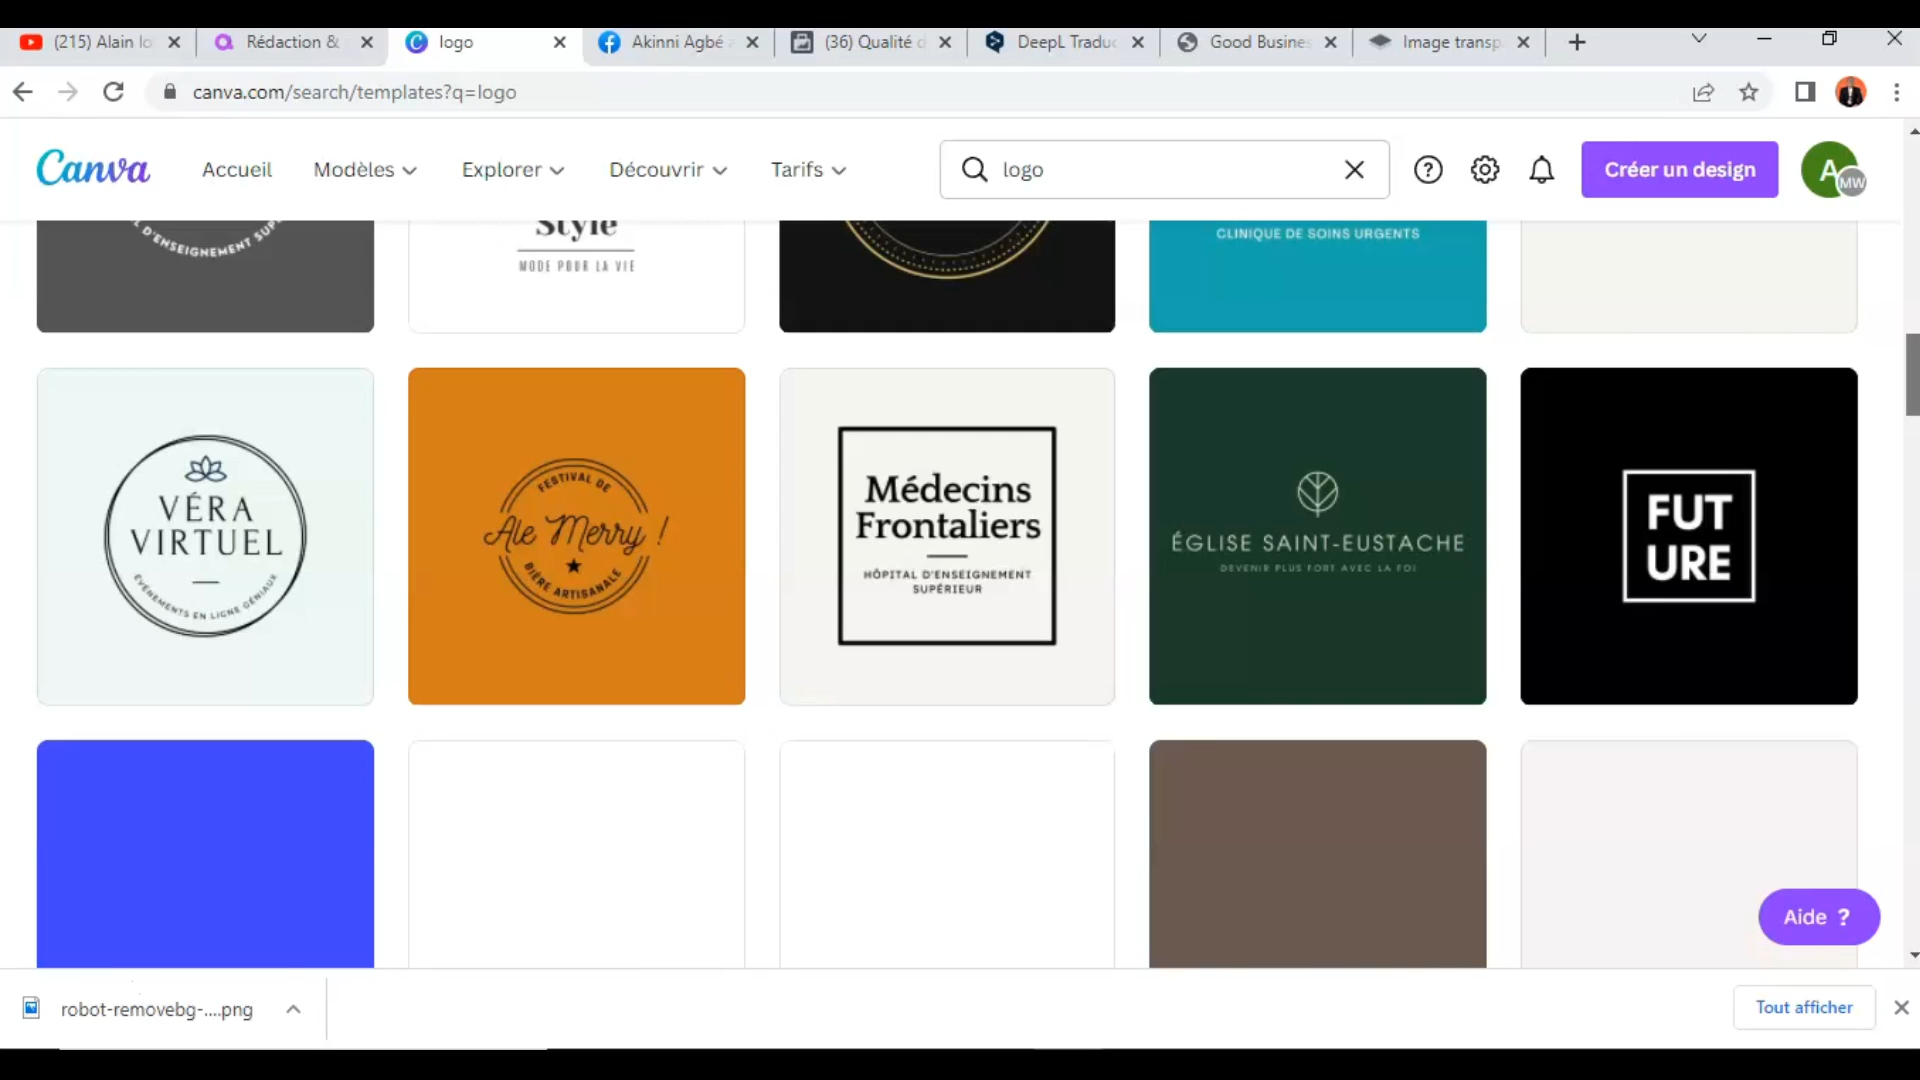 (215) Alain lo
Rédaction &
logo
Akinni Agbé
(36) Qualité d
DeepL Traduc
Good Busines
Image transp
canva.com/search/templates?q=logo
Canva
Accueil
Modèles
Explorer
Découvrir
Tarifs
logo
Créer un design
A
MW
L D'ENSEIGNEMENT SUP
Style
MODE POUR LA VIE
CLINIQUE DE SOINS URGENTS
VÉRA
VIRTUEL
ÉVÉNEMENTS EN LIGNE GÉNIAUX
FESTIVAL DE
Ale Merry !
BIÈRE ARTISANALE
Médecins
Frontaliers
HÔPITAL D'ENSEIGNEMENT
SUPÉRIEUR
ÉGLISE SAINT-EUSTACHE
DEVENIR PLUS FORT AVEC LA FOI
FUT
URE
Aide ?
robot-removebg-....png
Tout afficher